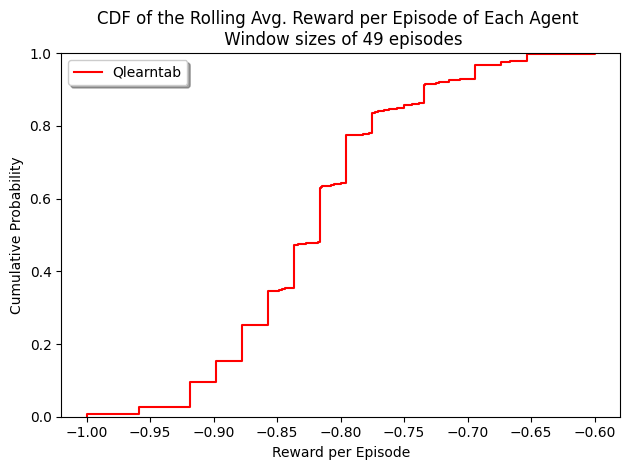 CDF of the Rolling Avg. Reward per Episode of Each Agent
Window sizes of 49 episodes
Qlearntab
1.0
0.8
0.6
0.4
0.2
0.0
Cumulative Probability
−1.00 −0.95 −0.90 −0.85 −0.80 −0.75 −0.70 −0.65 −0.60
Reward per Episode